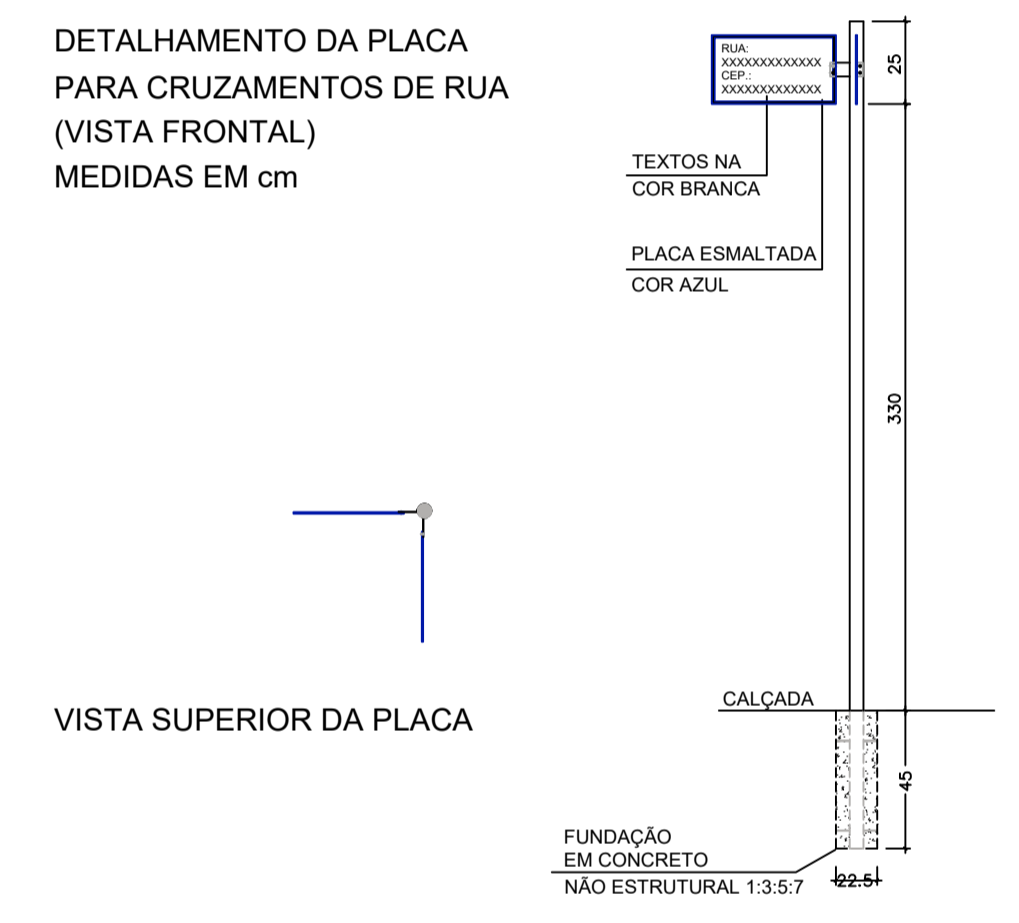 DETALHAMENTO DA PLACA
PARA CRUZAMENTOS DE RUA
(VISTA FRONTAL)
MEDIDAS EM cm
RUA:
XXXXXXXXXXXXX
CEP.:
XXXXXXXXXXXXX
25
TEXTOS NA
COR BRANCA
PLACA ESMALTADA
COR AZUL
330
VISTA SUPERIOR DA PLACA
CALÇADA
45
FUNDAÇÃO
EM CONCRETO
NÃO ESTRUTURAL 1:3:5:7
22.5